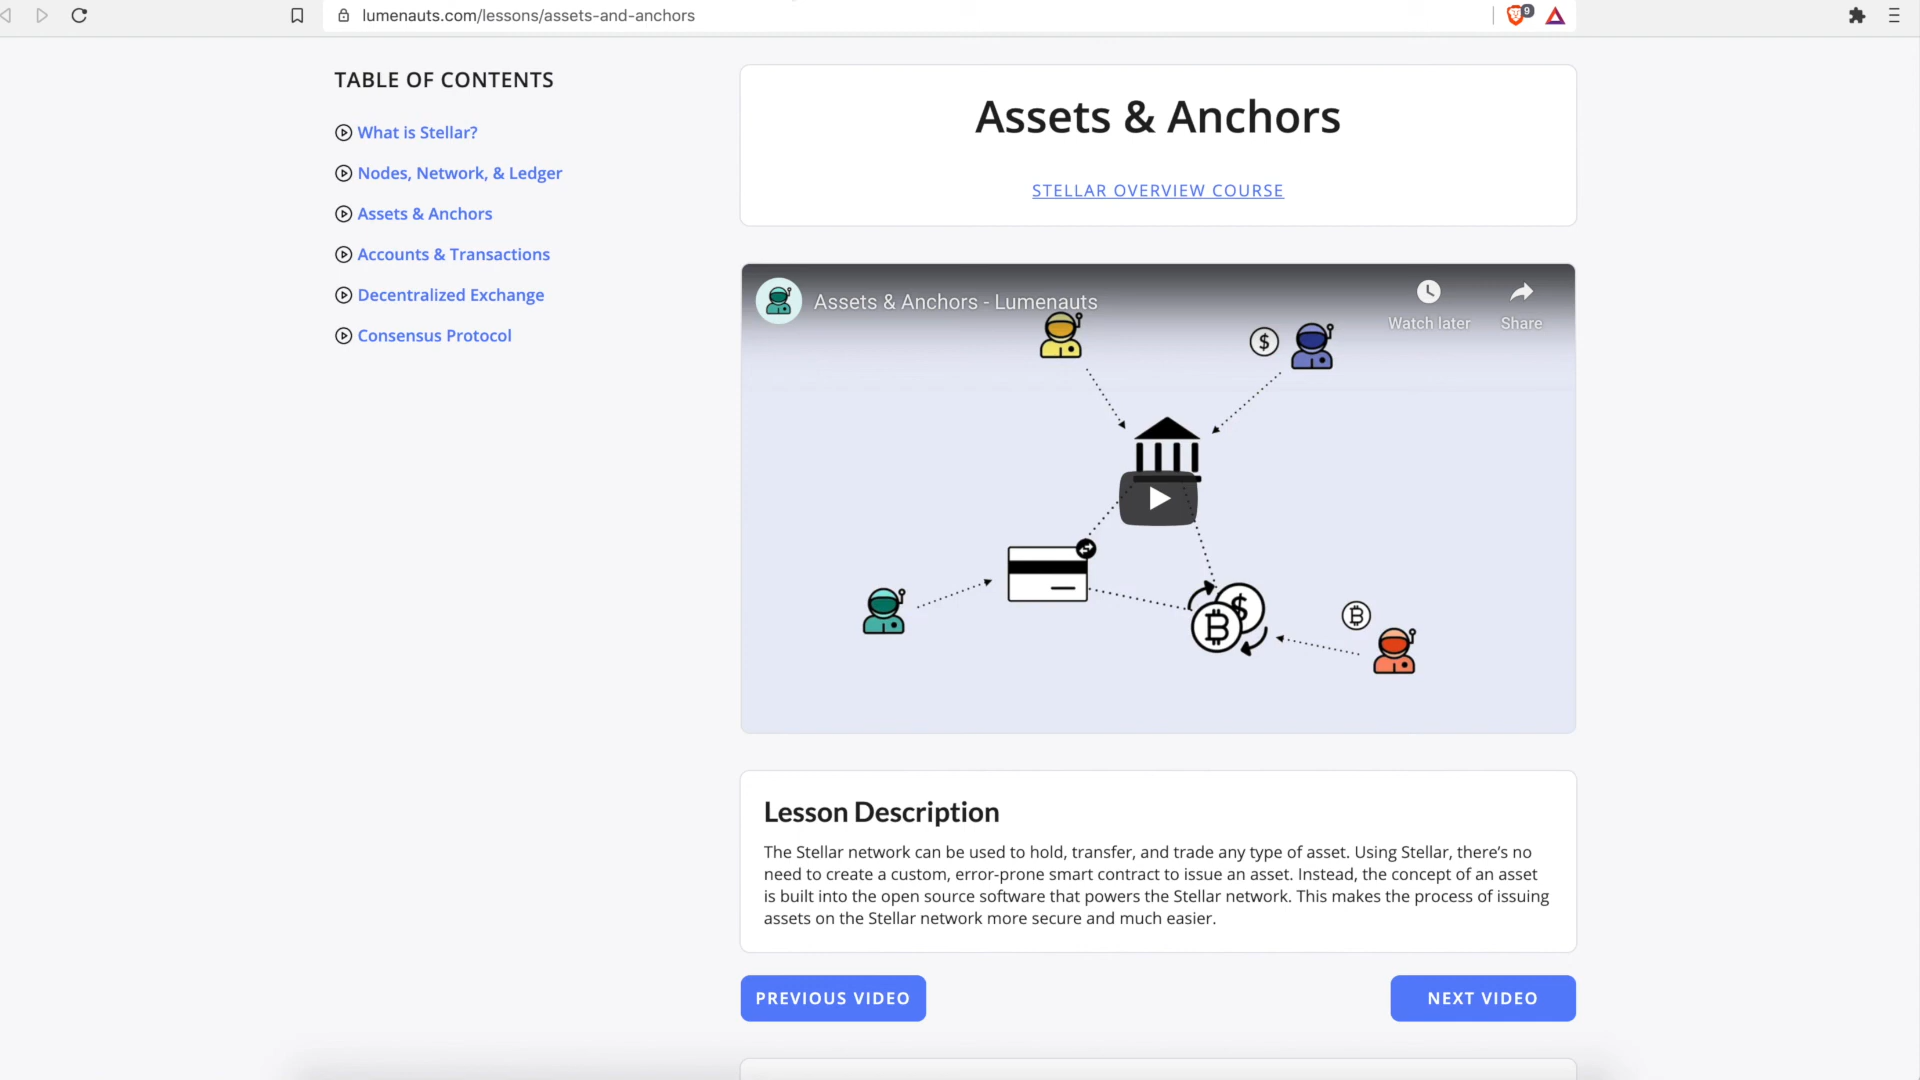 lumenauts.com/lessons/assets-and-anchors
9
TABLE OF CONTENTS
What is Stellar?
Nodes, Network, & Ledger
Assets & Anchors
Accounts & Transactions
Decentralized Exchange
Consensus Protocol
Assets & Anchors
STELLAR OVERVIEW COURSE
Assets & Anchors - Lumenauts
Watch later
Share
$
$
B
B
Lesson Description
The Stellar network can be used to hold, transfer, and trade any type of asset. Using Stellar, there’s no
need to create a custom, error-prone smart contract to issue an asset. Instead, the concept of an asset
is built into the open source software that powers the Stellar network. This makes the process of issuing
assets on the Stellar network more secure and much easier.
PREVIOUS VIDEO
NEXT VIDEO